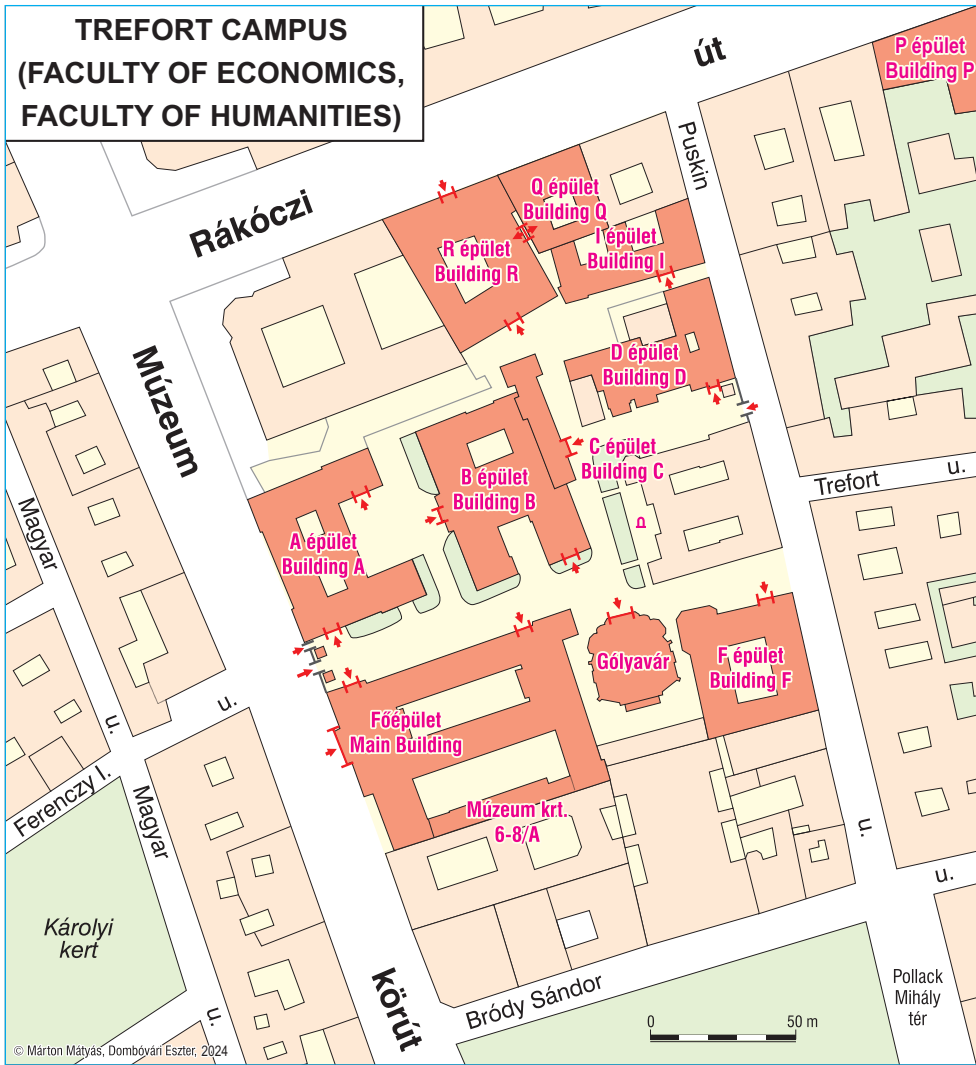 TREFORT CAMPUS
(FACULTY OF ECONOMICS,
FACULTY OF HUMANITIES)
út
P épület
Building P
Puskin
Rákóczi
Q épület
Building Q
I épület
Building I
R épület
Building R
D épület
Building D
Múzeum
C épület
Building C
B épület
Building B
Trefort
u.
Magyar
P
A épület
Building A
Gólyavár
F épület
Building F
Főépület
Main Building
u.
u.
Ferenczy I.
Magyar
Múzeum krt.
6-8/A
u.
u.
Károlyi
kert
körút
Bródy Sándor
Pollack
Mihály
tér
u.
0
50 m
© Márton Mátyás, Dombóvári Eszter, 2024